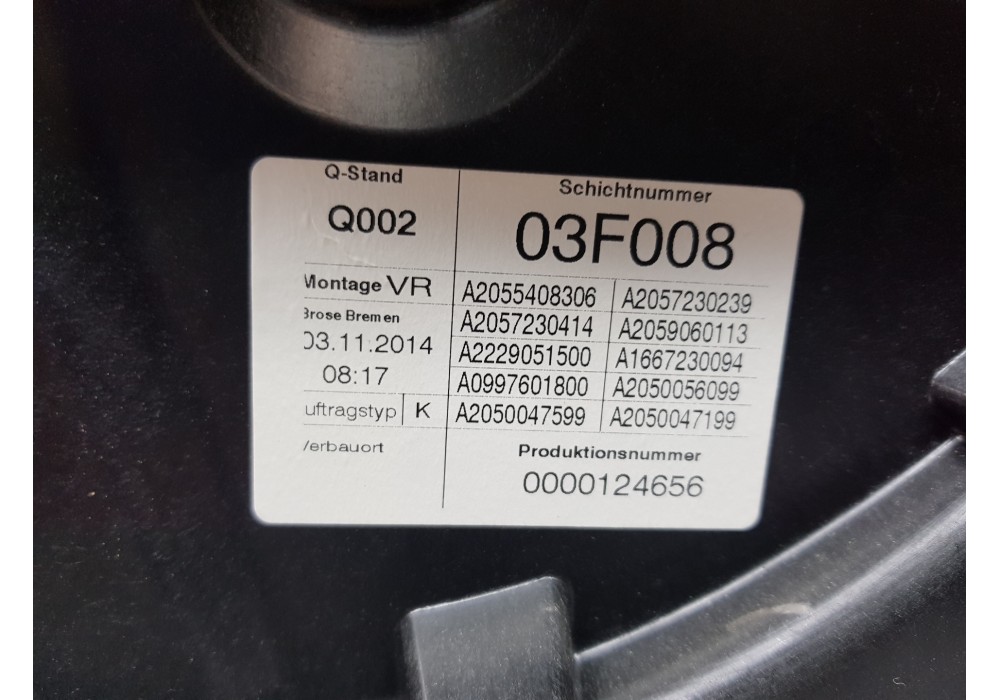 Q-Stand
Q002
Schichtnummer
03F008
Montage VR
Brose Bremen
03.11.2014
08:17
uftragstyp K
Verbauort
A2055408306 A2057230239
A2057230414 A2059060113
A2229051500 A1667230094
A0997601800 A2050056099
A2050047599 A2050047199
Produktionsnummer
0000124656